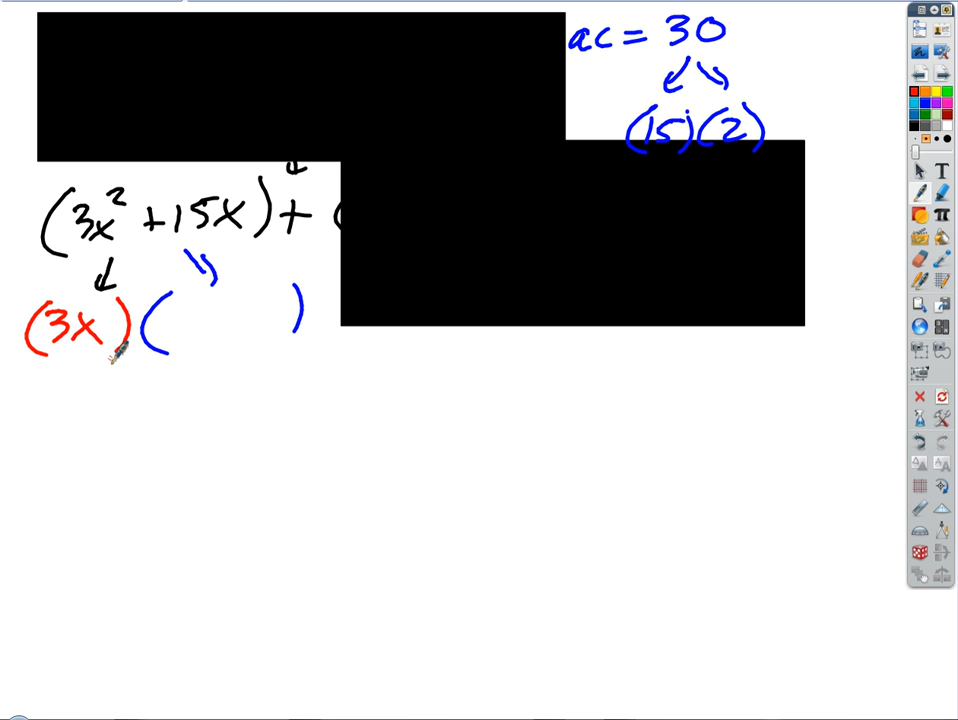 ac = 30
(15)(2)
(3x² +15x) + (
(3x) (      )